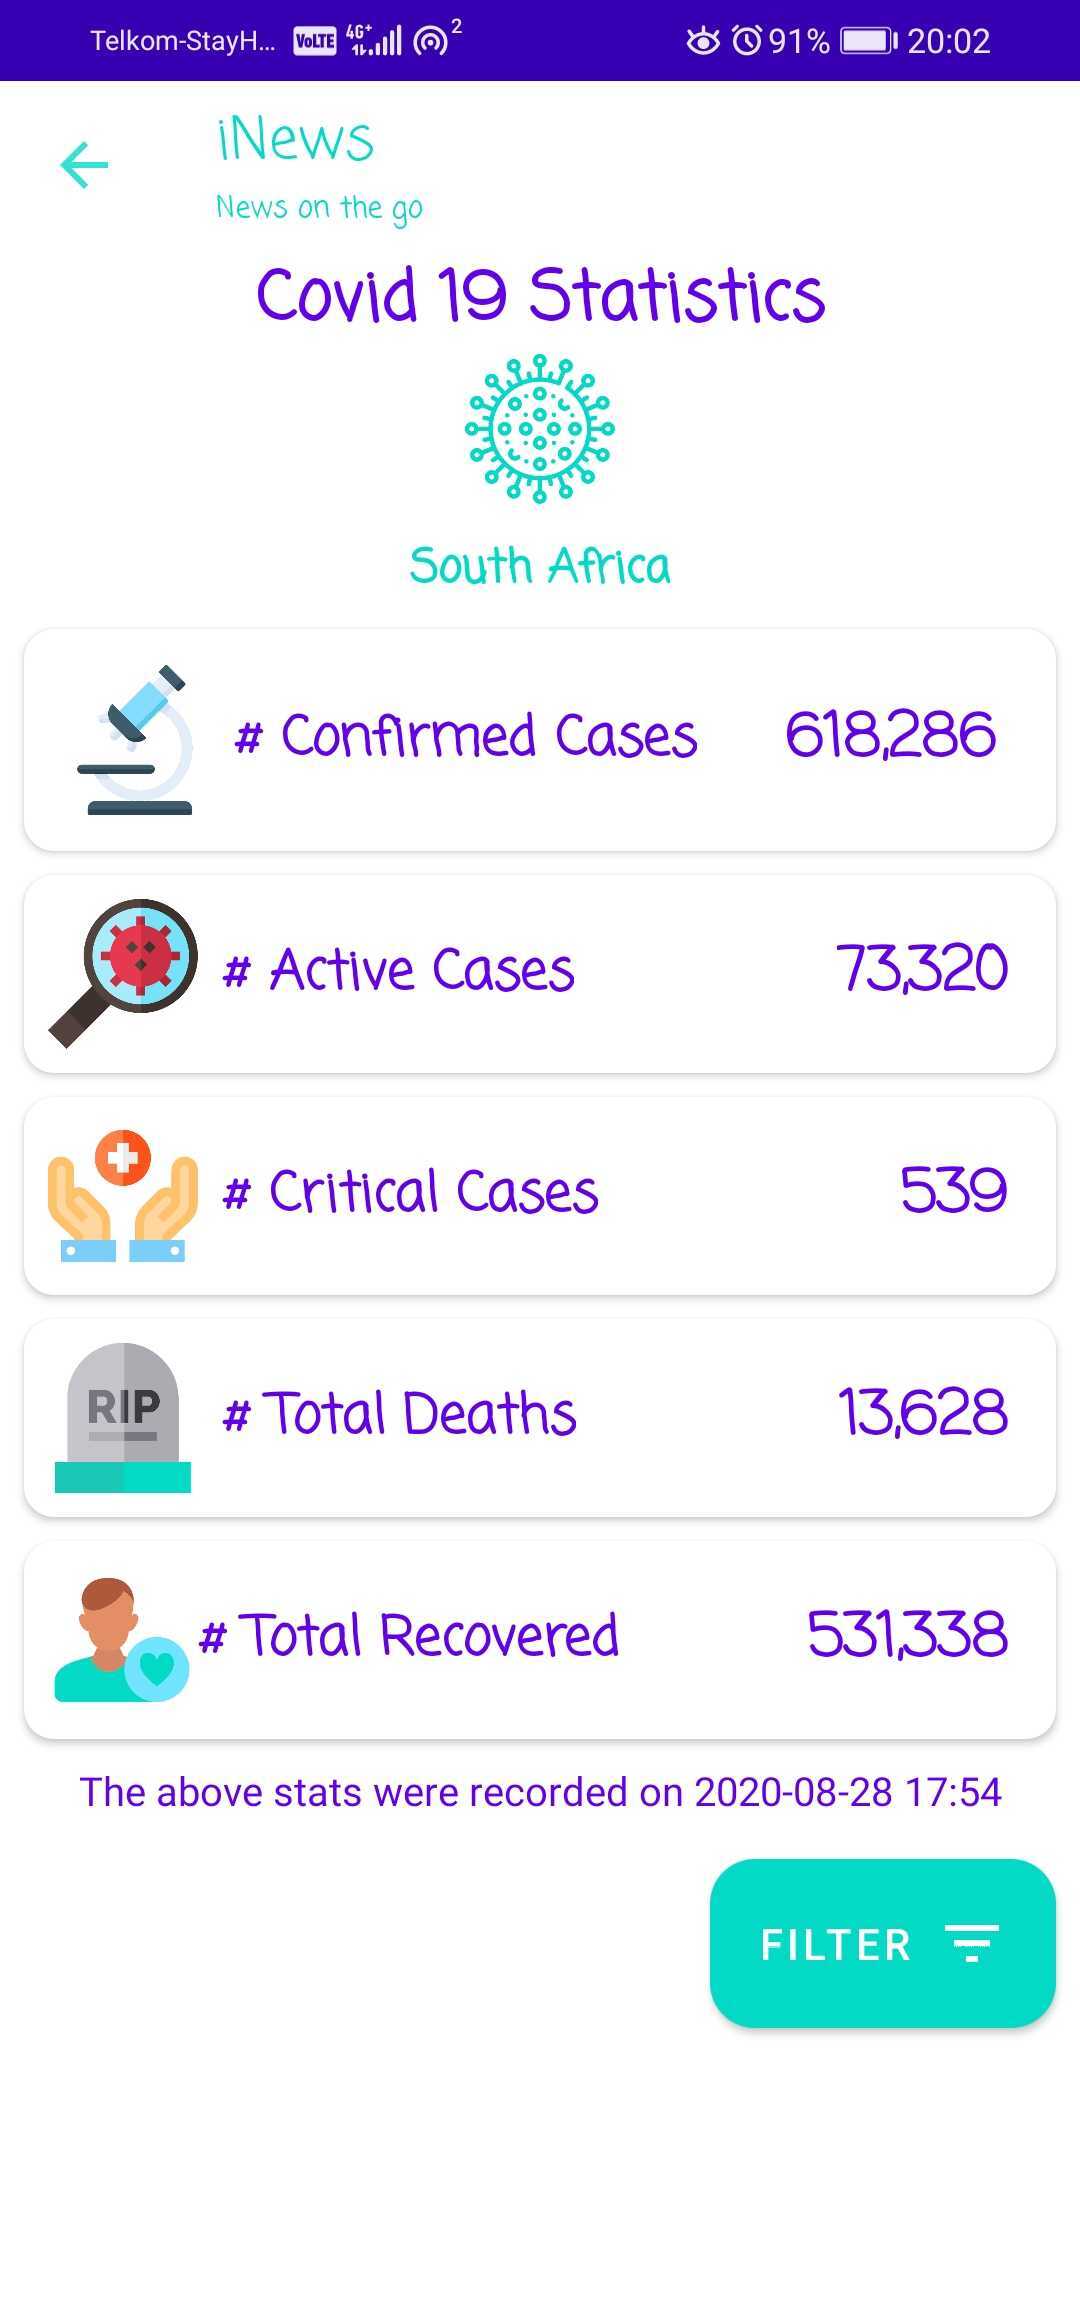 Telkom-StayH... VoLTE 4G+ 2 91% 20:02
iNews
News on the go
Covid 19 Statistics
South Africa
# Confirmed Cases 618,286
# Active Cases 73,320
# Critical Cases 539
RIP
# Total Deaths 13,628
# Total Recovered 531,338
The above stats were recorded on 2020-08-28 17:54
FILTER